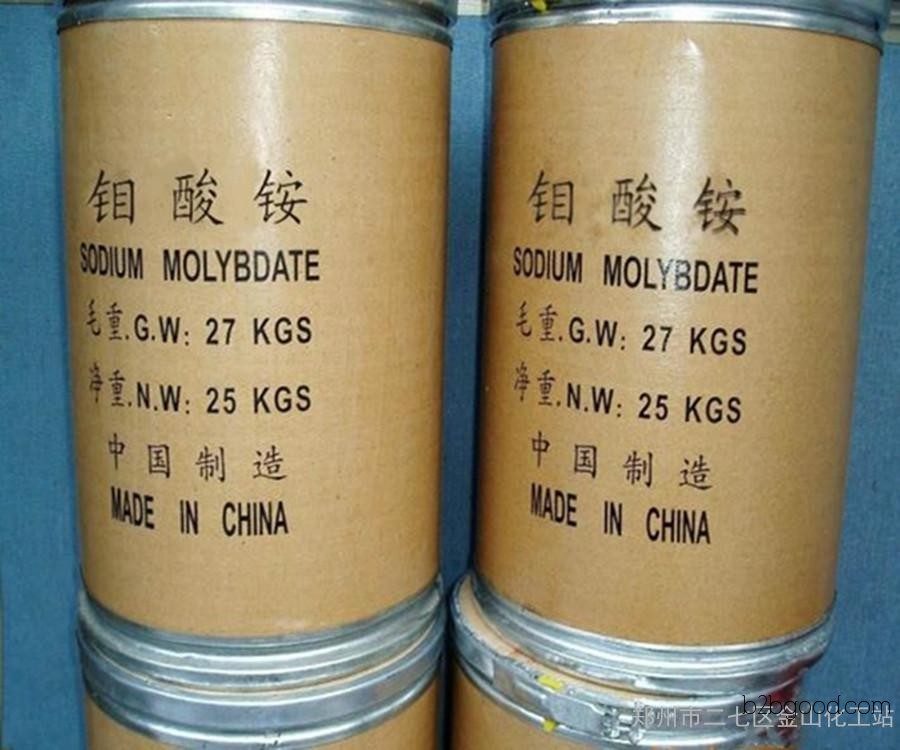 钼酸铵
SODIUM MOLYBDATE
毛重.G.W: 27 KGS
净重.N.W: 25 KGS
中国制造
MADE IN CHINA
钼酸铵
SODIUM MOLYBDATE
毛重.G.W: 27 KGS
净重.N.W: 25 KGS
中国制造
MADE IN CHINA
b2bgood.com
郑州市二七区金山化工站